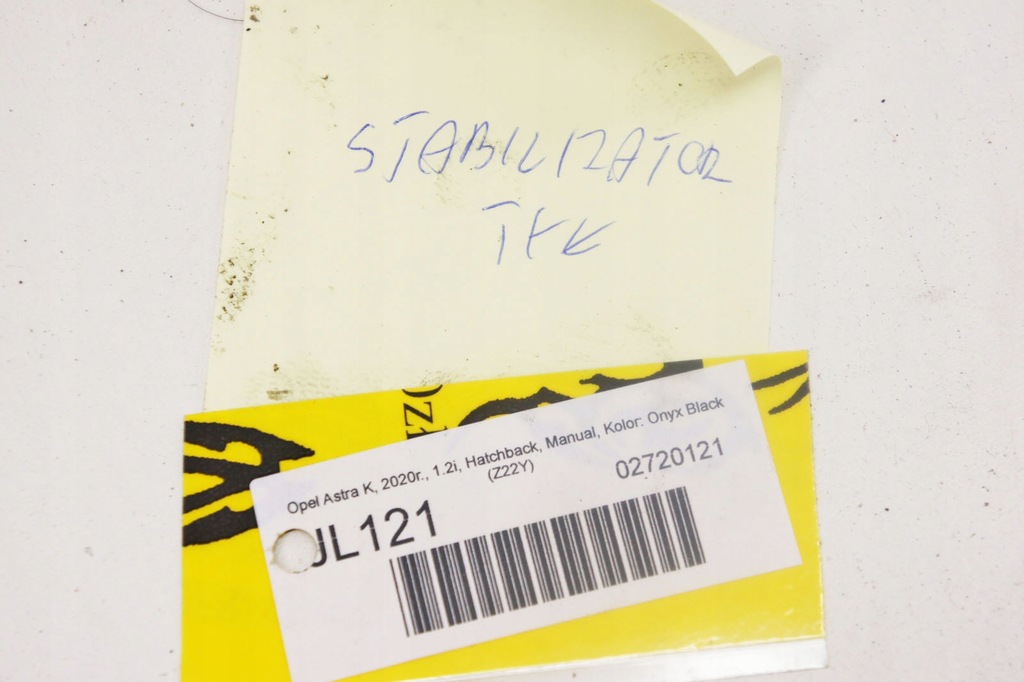 STABILIZATOR
TYŁ
)Z
Opel Astra K, 2020r., 1.2i, Hatchback, Manual, Kolor: Onyx Black
(Z22Y)
02720121
JL121